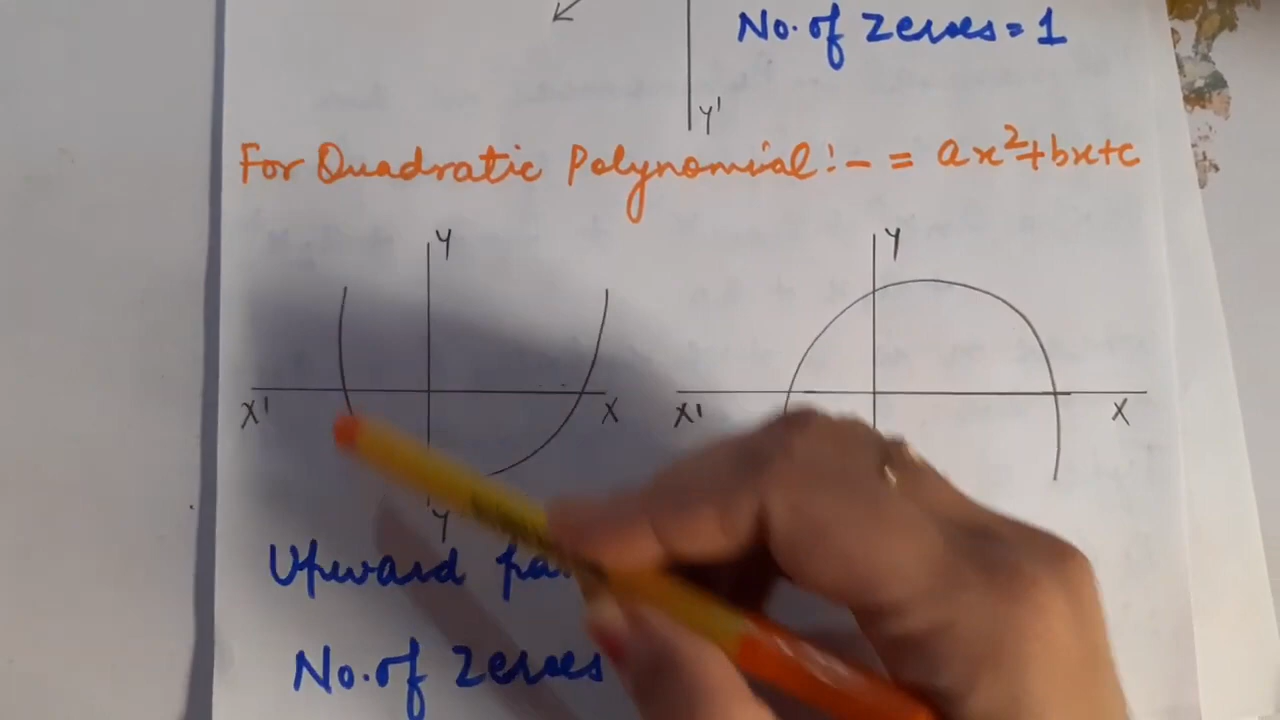 No. of Zeroes = 1
Y'
For Quadratic Polynomial :- = ax²+bx+c
Y Y
X' X X' X
Y
Upward
No. of Zeroes